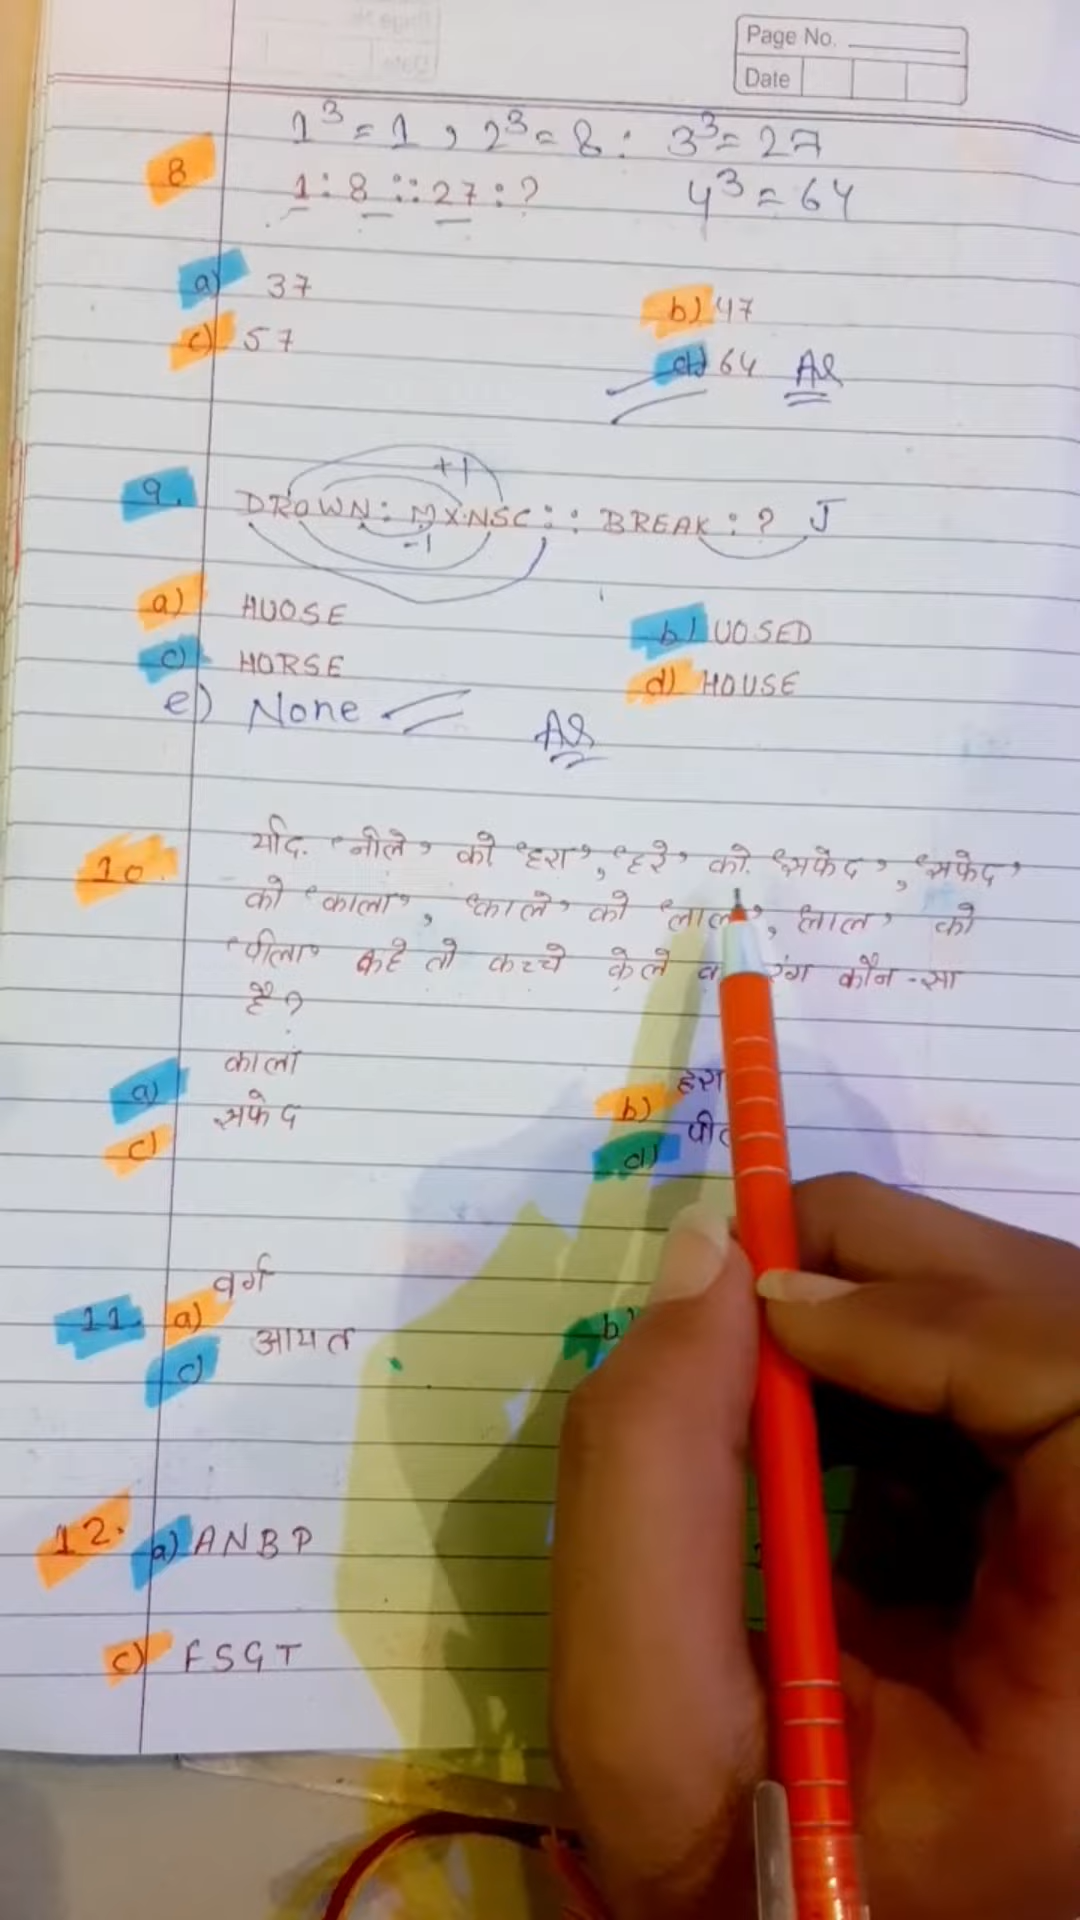 Page No.
Date
1³ = 1 , 2³ = 8 : 3³ = 27
8 1 : 8 :: 27 : ? 4³ = 64
a) 37
b) 47
c) 57
d) 64 As
+1
9. DROWN : MXNSC :: BREAK : ? J
-1
a) HUOSE
b) UOSED
c) HORSE
d) HOUSE
e) None As
10. यदि 'नीले' को 'हरा', 'हरे' को 'सफेद', 'सफेद'
को 'काला', 'काले' को 'लाल', 'लाल' को
'पीला' कहे तो कच्चे केले रंग कौन-सा
है?
a) काला
b) हरा
c) सफेद
d)
11. a) वर्ग
b)
c) आयत
12. a) ANBP
c) FSGT